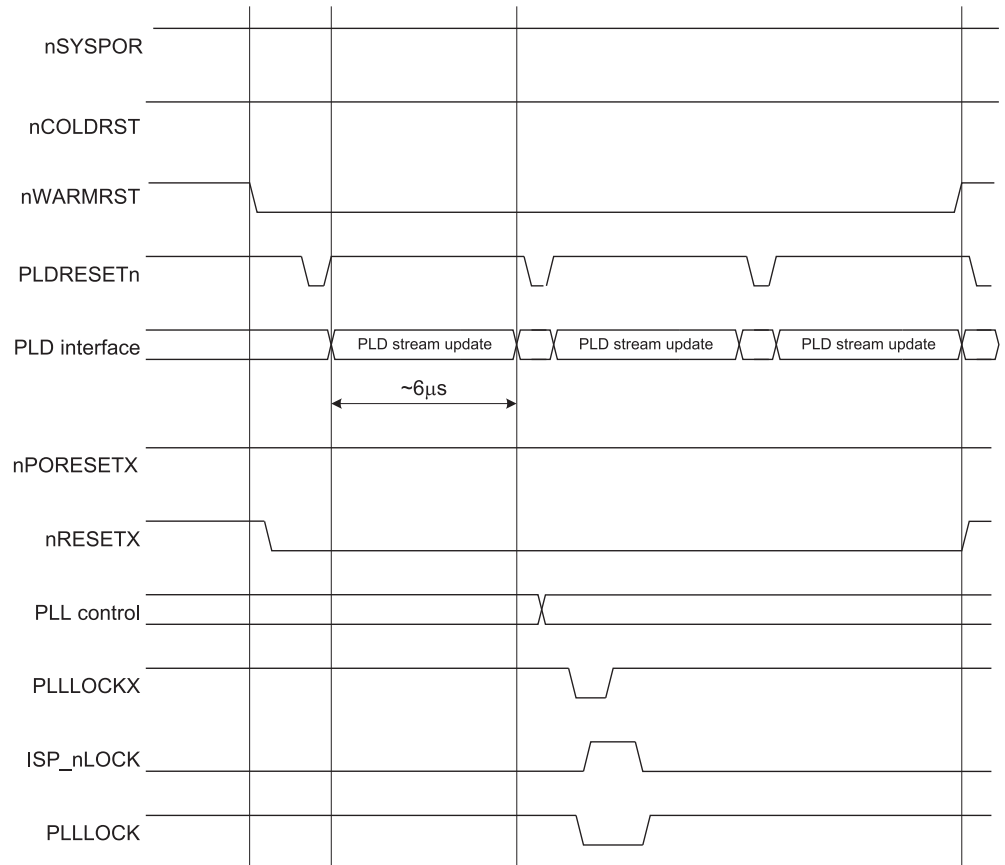 nSYSPOR
nCOLDRST
nWARMRST
PLDRESETn
PLD interface
PLD stream update
PLD stream update
PLD stream update
~6μs
nPORESETX
nRESETX
PLL control
PLLLOCKX
ISP_nLOCK
PLLLOCK